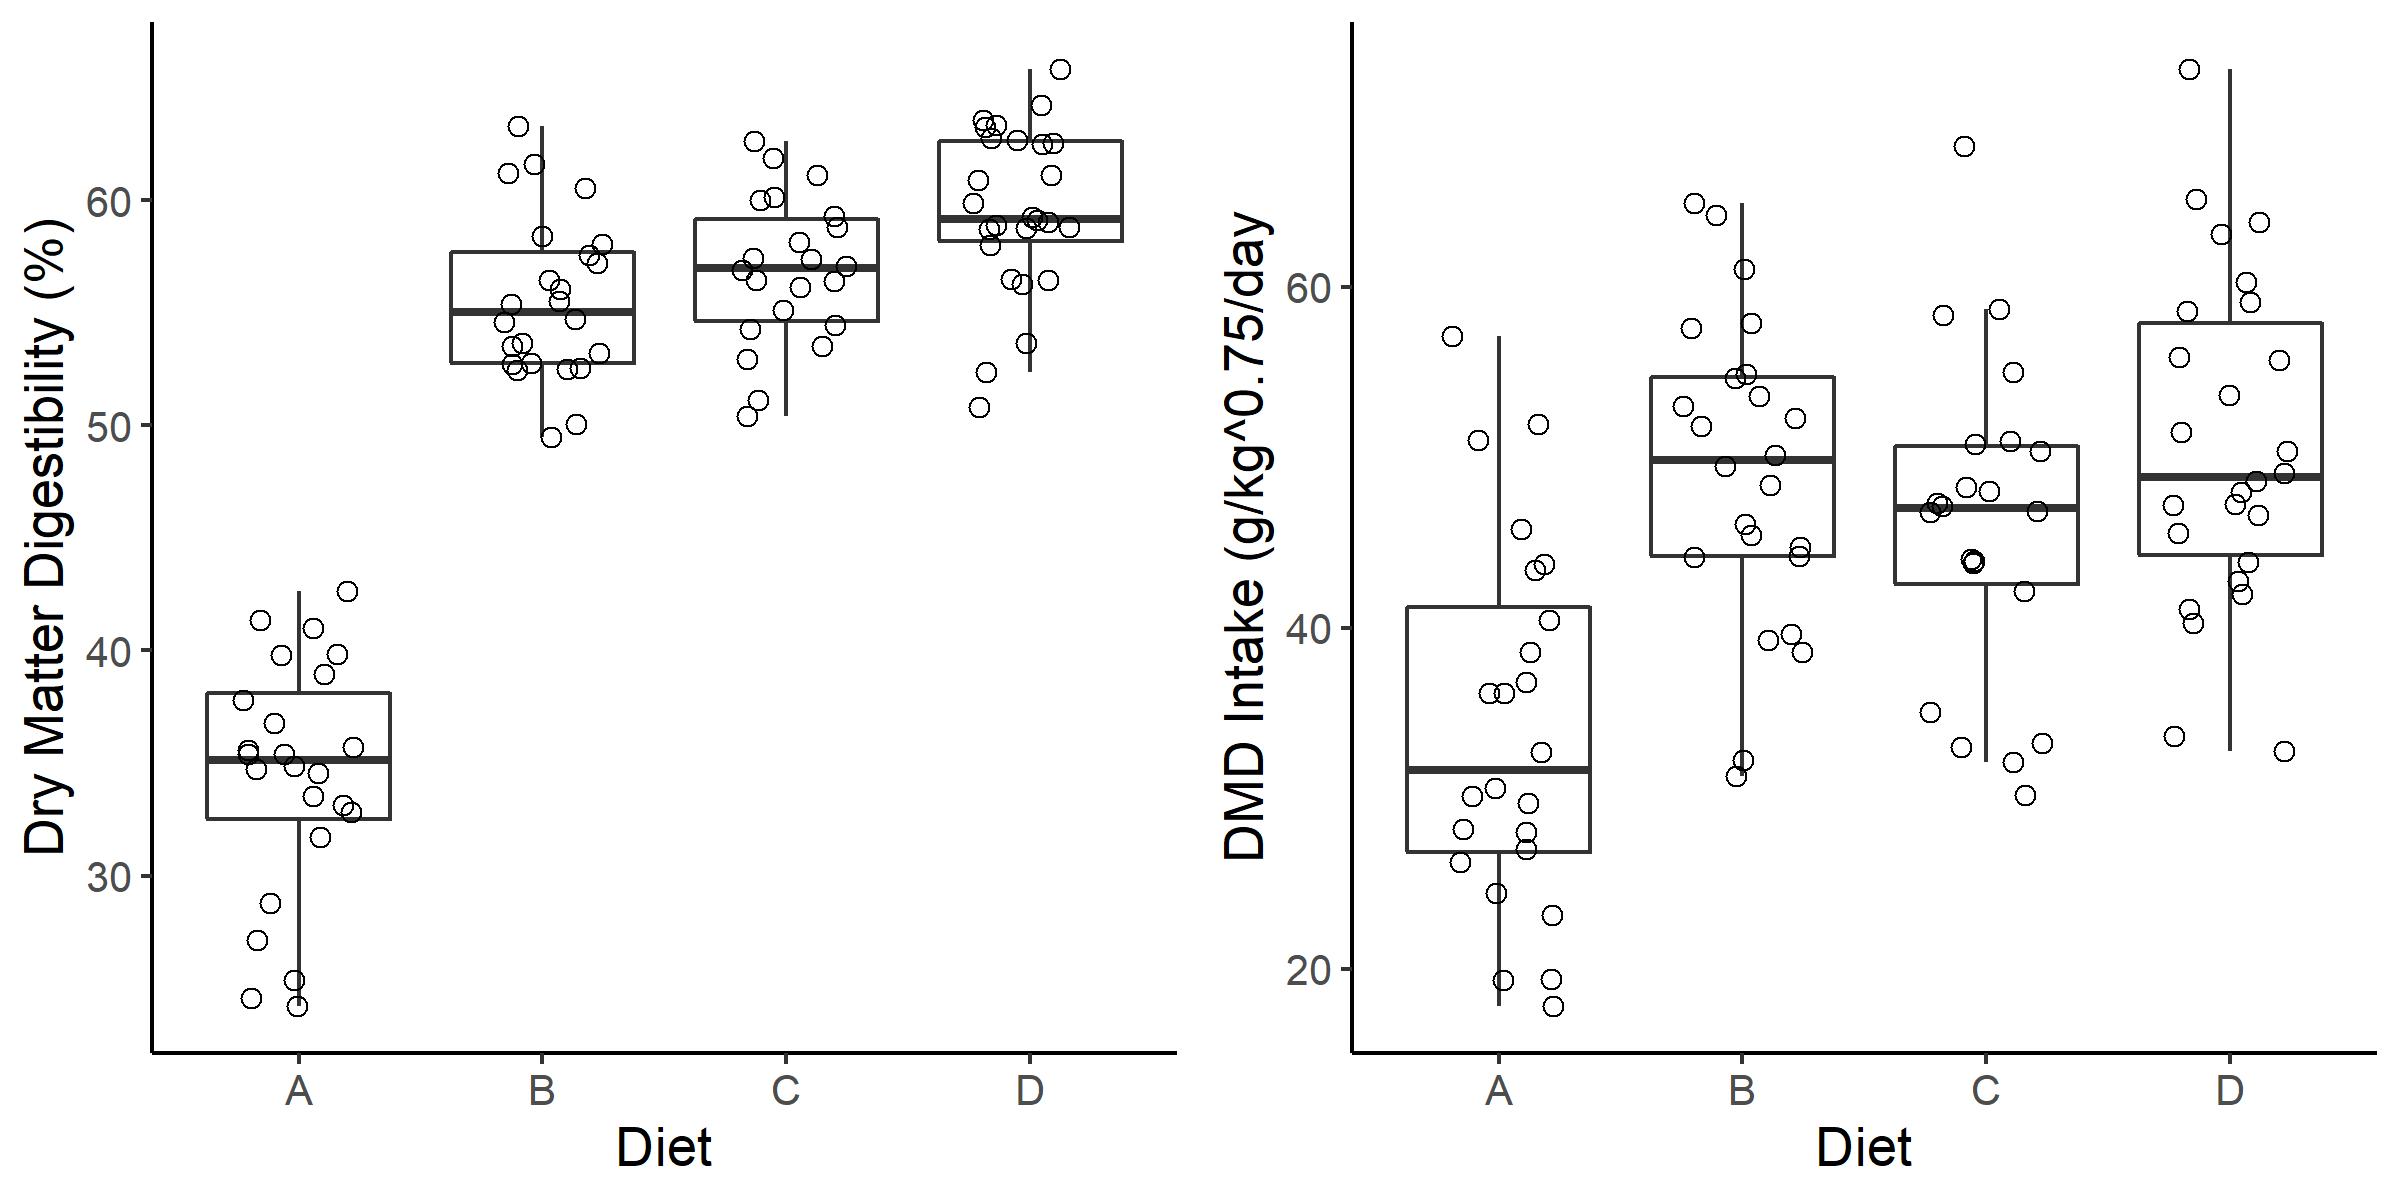 Dry Matter Digestibility (%)
60
50
40
30
A B C D
Diet
DMD Intake (g/kg^0.75/day
60
40
20
A B C D
Diet